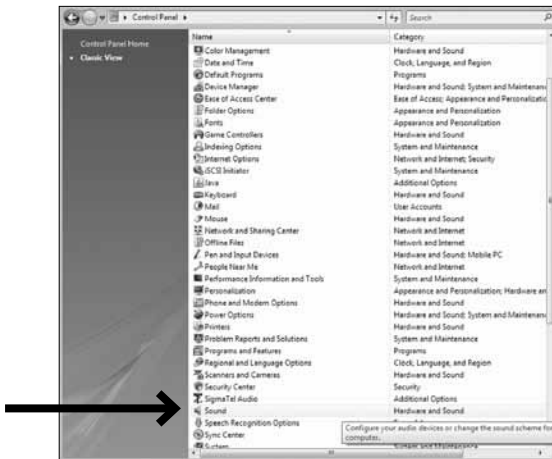 Control Panel
Search
Control Panel Home
Classic View
Name Category
Color Management Hardware and Sound
Date and Time Clock, Language, and Region
Default Programs Programs
Device Manager Hardware and Sound; System and Maintenan
Ease of Access Center Ease of Access; Appearance and Personalizatic
Folder Options Appearance and Personalization
Fonts Appearance and Personalization
Game Controllers Hardware and Sound
Indexing Options System and Maintenance
Internet Options Network and Internet; Security
iSCSI Initiator System and Maintenance
Java Additional Options
Keyboard Hardware and Sound
Mail User Accounts
Mouse Hardware and Sound
Network and Sharing Center Network and Internet
Offline Files Network and Internet
Pen and Input Devices Hardware and Sound; Mobile PC
People Near Me Network and Internet
Performance Information and Tools System and Maintenance
Personalization Appearance and Personalization; Hardware an
Phone and Modem Options Hardware and Sound
Power Options Hardware and Sound; System and Maintenan
Printers Hardware and Sound
Problem Reports and Solutions System and Maintenance
Programs and Features Programs
Regional and Language Options Clock, Language, and Region
Scanners and Cameras Hardware and Sound
Security Center Security
SigmaTel Audio Additional Options
Sound Hardware and Sound
Speech Recognition Options
Configure your audio devices or change the sound scheme for
computer.
Sync Center
System System and Maintenance